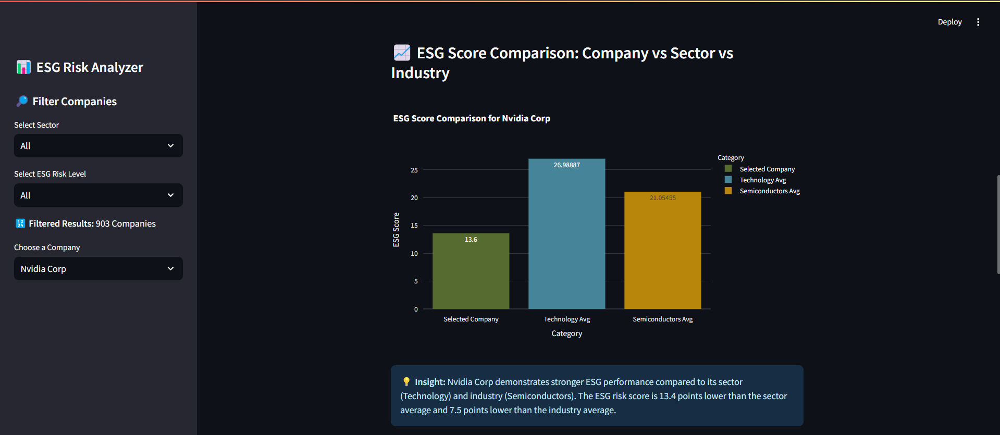 Deploy
📊 ESG Risk Analyzer
🔎 Filter Companies
Select Sector
All
Select ESG Risk Level
All
🔢 Filtered Results: 903 Companies
Choose a Company
Nvidia Corp
📈 ESG Score Comparison: Company vs Sector vs
Industry
ESG Score Comparison for Nvidia Corp
ESG Score
25
20
15
10
5
0
13.6
26.98887
21.05455
Selected Company
Technology Avg
Semiconductors Avg
Category
Category
Selected Company
Technology Avg
Semiconductors Avg
💡 Insight: Nvidia Corp demonstrates stronger ESG performance compared to its sector
(Technology) and industry (Semiconductors). The ESG risk score is 13.4 points lower than the sector
average and 7.5 points lower than the industry average.